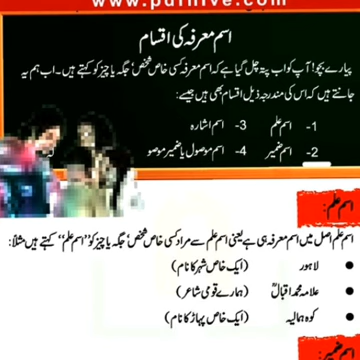 www.pdfhive.com
اسم معرفہ کی اقسام
پیارے بچو! آپ کو اب پتہ چل گیا ہے کہ اسم معرفہ کسی خاص شخص، جگہ یا چیز کو کہتے ہیں۔ اب ہم یہ
جانتے ہیں کہ اس کی مندرجہ ذیل اقسام بھی ہیں جیسے:
1- اسم علم 3- اسم اشارہ
2- اسم ضمیر 4- اسم موصول یا ضمیر موصو
اسم علم:
اسم علم اصل میں اسم معرفہ ہی ہے یعنی اسم علم سے مراد کسی خاص شخص، جگہ یا چیز کو "اسم علم" کہتے ہیں مثلاً:
● لاہور (ایک خاص شہر کا نام)
● علامہ محمد اقبالؒ (ہمارے قومی شاعر)
● کوہ ہمالیہ (ایک خاص پہاڑ کا نام)
اسم ضمیر: